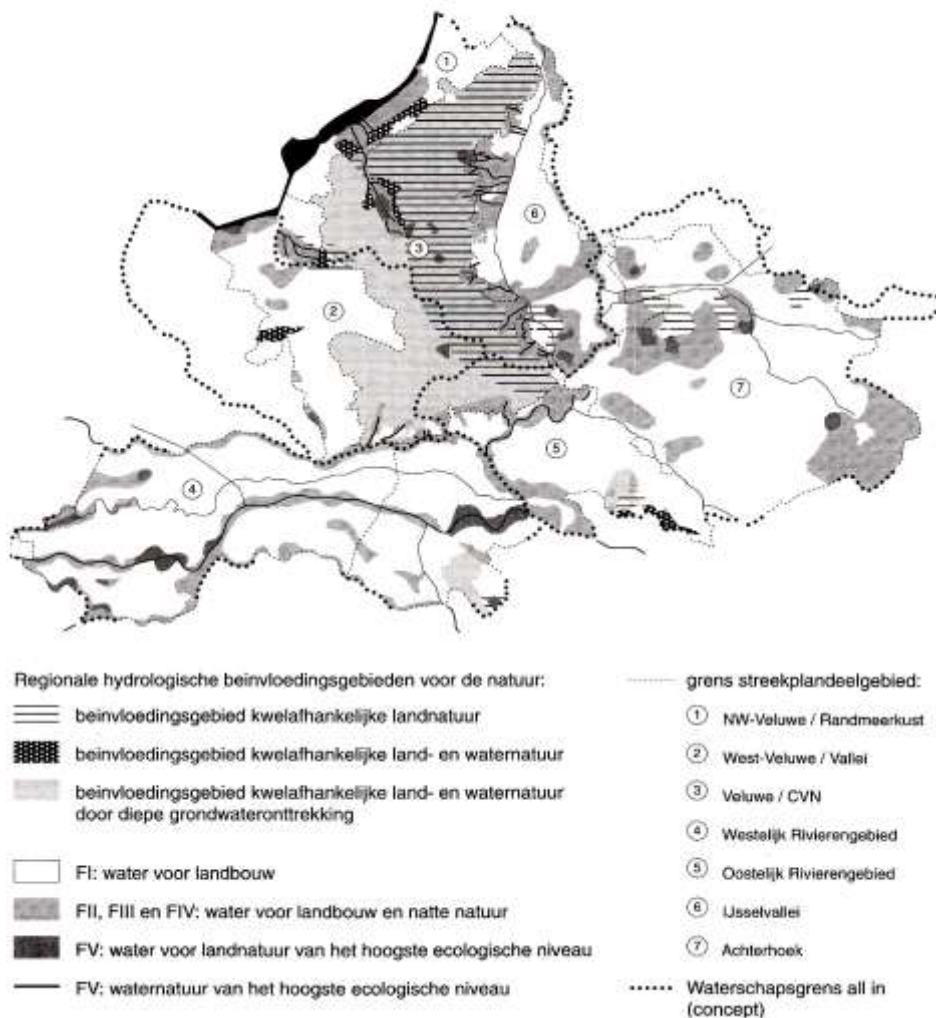 1
6
3
2
7
5
4
Regionale hydrologische beinvloedingsgebieden voor de natuur:
beinvloedingsgebied kwelafhankelijke landnatuur
beinvloedingsgebied kwelafhankelijke land- en waternatuur
beinvloedingsgebied kwelafhankelijke land- en waternatuur
door diepe grondwateronttrekking
FI: water voor landbouw
FII, FIII en FIV: water voor landbouw en natte natuur
FV: water voor landnatuur van het hoogste ecologische niveau
FV: waternatuur van het hoogste ecologische niveau
grens streekplandeelgebied:
1 NW-Veluwe / Randmeerkust
2 West-Veluwe / Vallei
3 Veluwe / CVN
4 Westelijk Rivierengebied
5 Oostelijk Rivierengebied
6 IJsselvallei
7 Achterhoek
Waterschapsgrens all in
(concept)